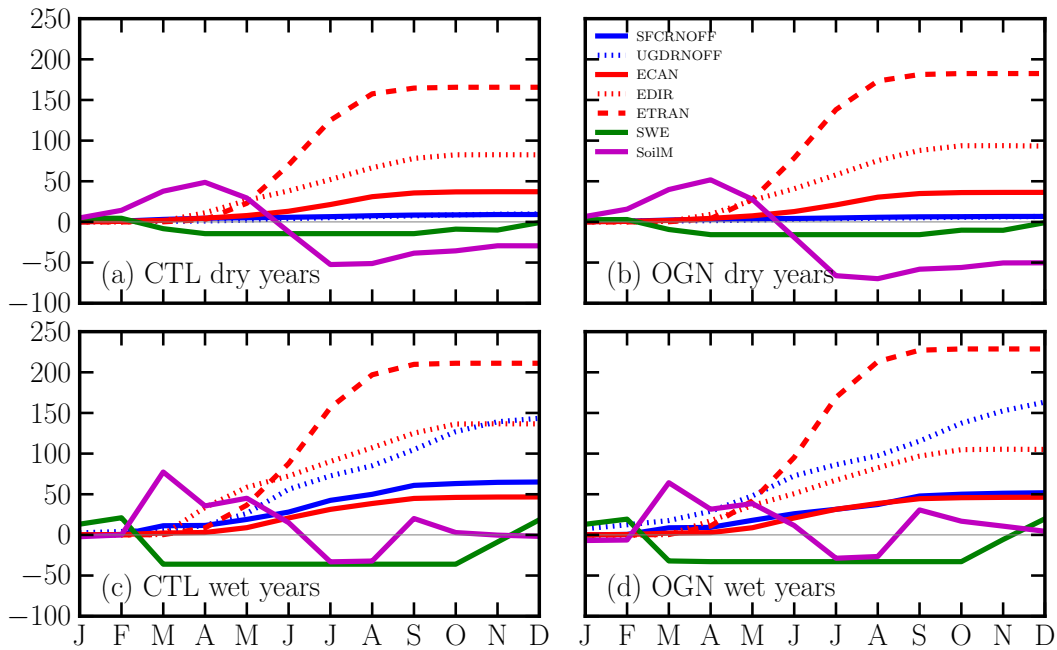 250
200
150
100
50
0
−50
−100
(a) CTL dry years
SFCRNOFF
UGDRNOFF
ECAN
EDIR
ETRAN
SWE
SoilM
(b) OGN dry years
250
200
150
100
50
0
−50
−100
(c) CTL wet years
(d) OGN wet years
J F M A M J J A S O N D
J F M A M J J A S O N D